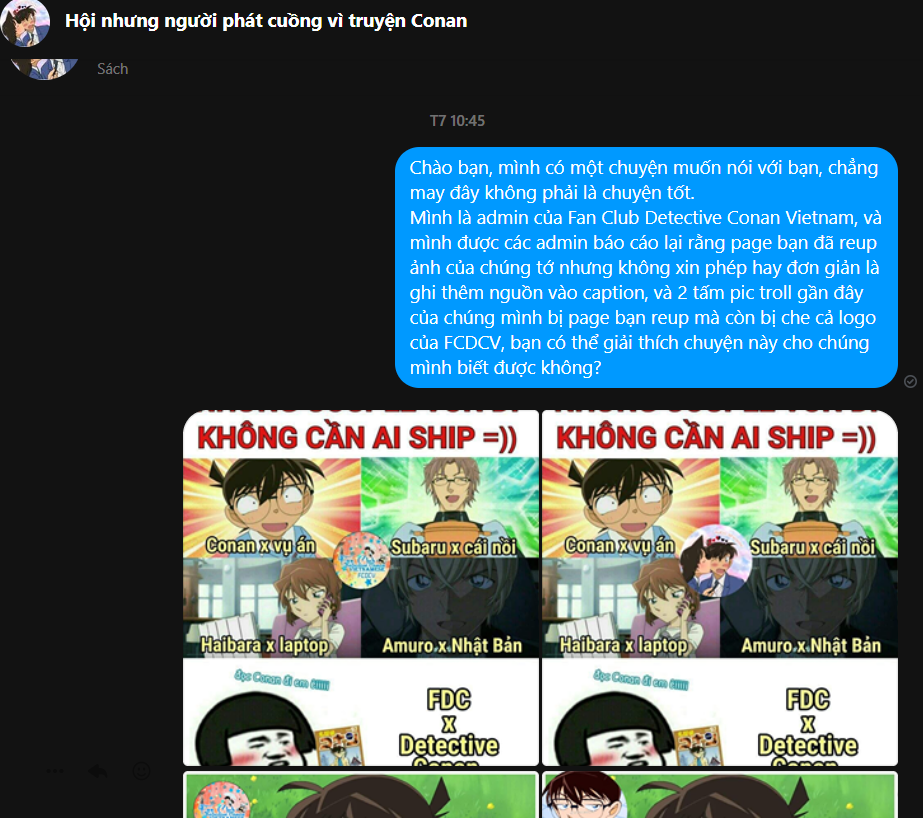 Hội nhưng người phát cuồng vì truyện Conan
Sách
T7 10:45
Chào bạn, mình có một chuyện muốn nói với bạn, chẳng
may đây không phải là chuyện tốt.
Mình là admin của Fan Club Detective Conan Vietnam, và
mình được các admin báo cáo lại rằng page bạn đã reup
ảnh của chúng tớ nhưng không xin phép hay đơn giản là
ghi thêm nguồn vào caption, và 2 tấm pic troll gần đây
của chúng mình bị page bạn reup mà còn bị che cả logo
của FCDCV, bạn có thể giải thích chuyện này cho chúng
mình biết được không?
KHÔNG CẦN AI SHIP =))
Conan x vụ án
Subaru x cái nồi
FCDCV
Haibara x laptop
Amuro x Nhật Bản
đọc Conan đi em êiiiii
FDC
x
Detective
Conan
KHÔNG CẦN AI SHIP =))
Conan x vụ án
Subaru x cái nồi
Haibara x laptop
Amuro x Nhật Bản
đọc Conan đi em êiiiii
FDC
x
Detective
Conan